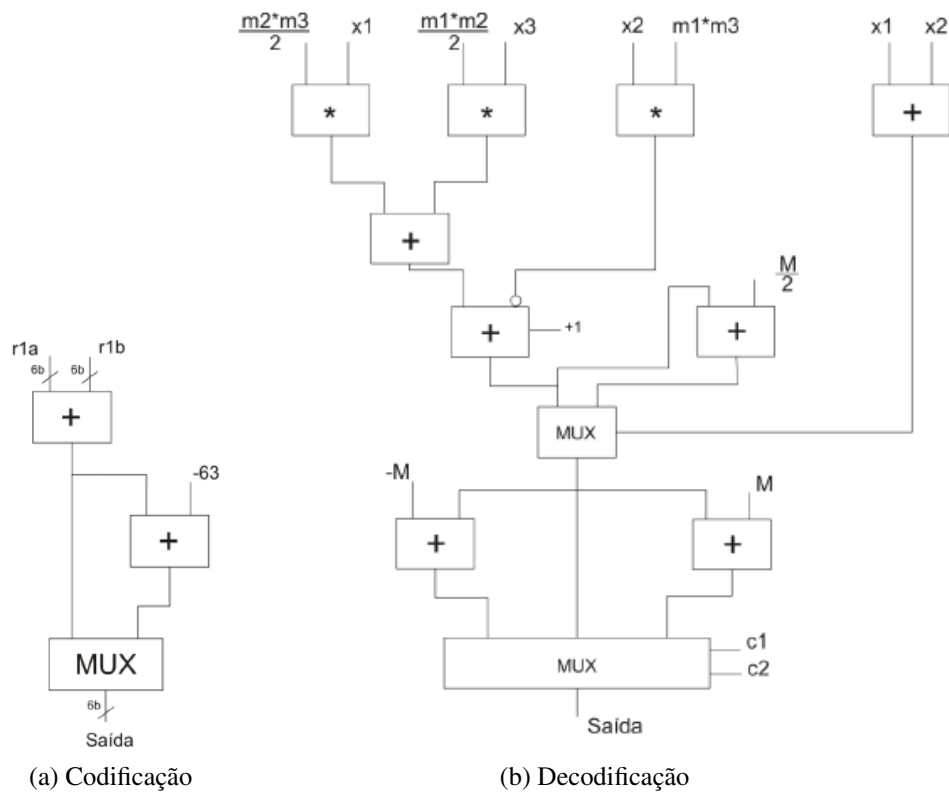 m2*m3
2
x1
m1*m2
2
x3
x2
m1*m3
x1
x2
*
*
*
+
+
M
2
+
+1
+
r1a
r1b
6b
6b
+
MUX
-63
-M
M
+
+
+
MUX
MUX
c1
c2
6b
Saída
Saída
(a) Codificação
(b) Decodificação